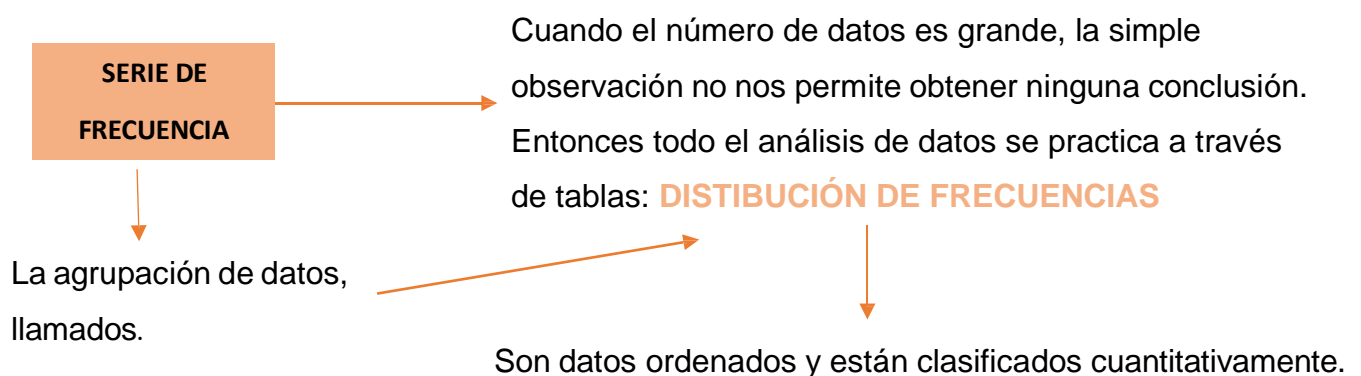 SERIE DE
FRECUENCIA
Cuando el número de datos es grande, la simple
observación no nos permite obtener ninguna conclusión.
Entonces todo el análisis de datos se practica a través
de tablas: DISTIBUCIÓN DE FRECUENCIAS
La agrupación de datos,
llamados.
Son datos ordenados y están clasificados cuantitativamente.